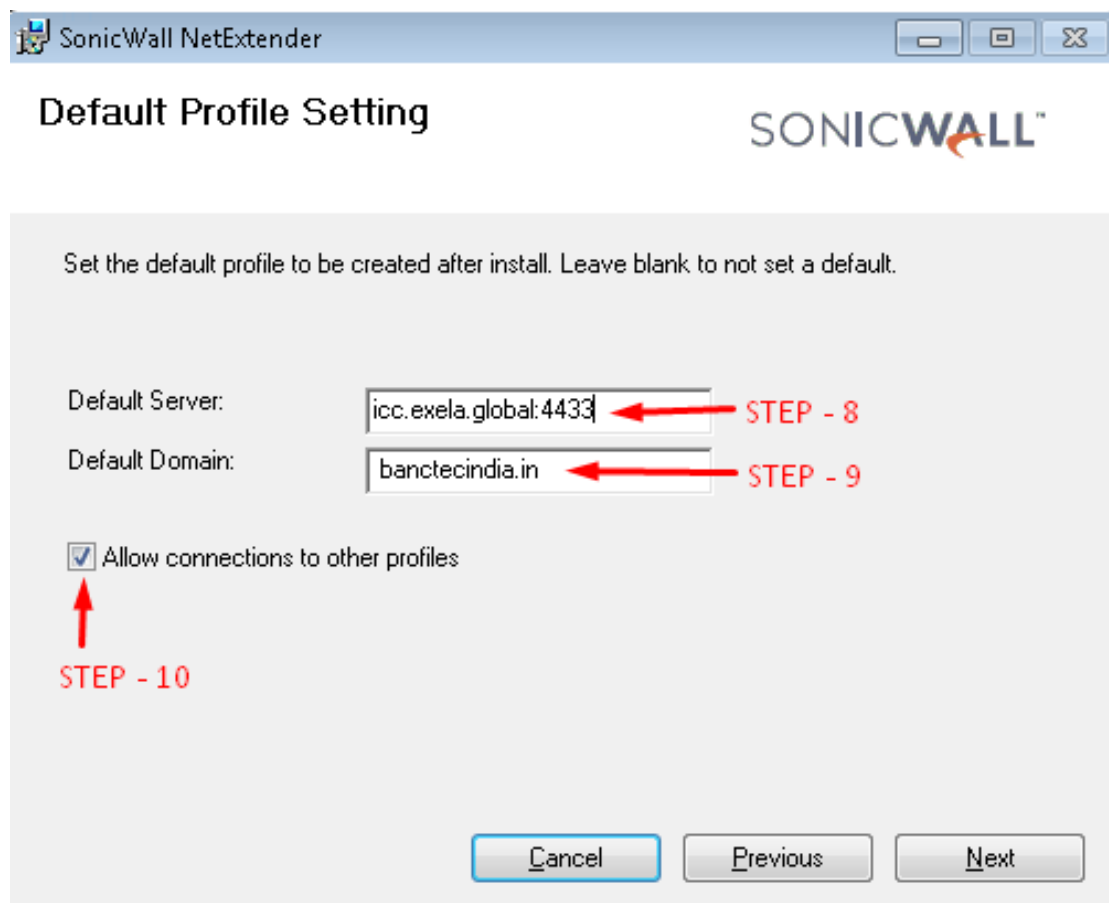 SonicWall NetExtender
Default Profile Setting
SONICWALL™
Set the default profile to be created after install. Leave blank to not set a default.
Default Server:
icc.exela.global:4433
STEP - 8
Default Domain:
banctecindia.in
STEP - 9
Allow connections to other profiles
STEP - 10
Cancel
Previous
Next